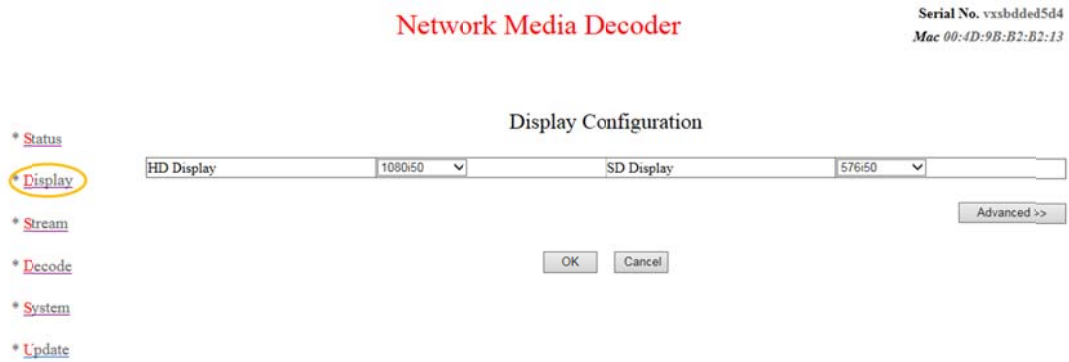 Network Media Decoder
Serial No. vxsbdded5d4
Mac 00:4D:9B:B2:B2:13
Display Configuration
* Status
* Display
* Stream
* Decode
* System
* Update
HD Display 1080i50 SD Display 576i50
Advanced >>
OK Cancel